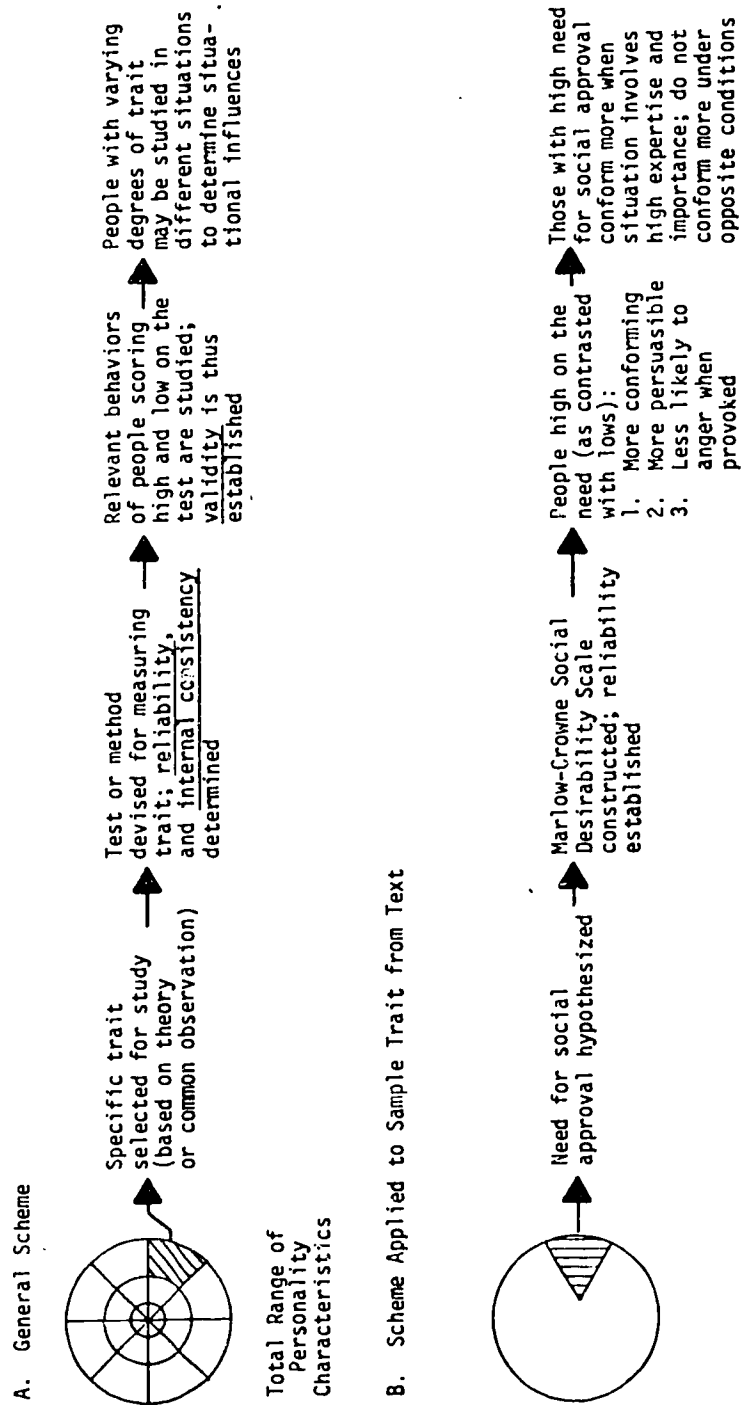 A. General Scheme
Total Range of
Personality
Characteristics
Specific trait
selected for study
(based on theory
or common observation)
Test or method
devised for measuring
trait; reliability,
and internal consistency
determined
Relevant behaviors
of people scoring
high and low on the
test are studied;
validity is thus
established
People with varying
degrees of trait
may be studied in
different situations
to determine situa-
tional influences
B. Scheme Applied to Sample Trait from Text
Need for social
approval hypothesized
Marlow-Crowne Social
Desirability Scale
constructed; reliability
established
People high on the
need (as contrasted
with lows):
1. More conforming
2. More persuasible
3. Less likely to
anger when
provoked
Those with high need
for social approval
conform more when
situation involves
high expertise and
importance; do not
conform more under
opposite conditions